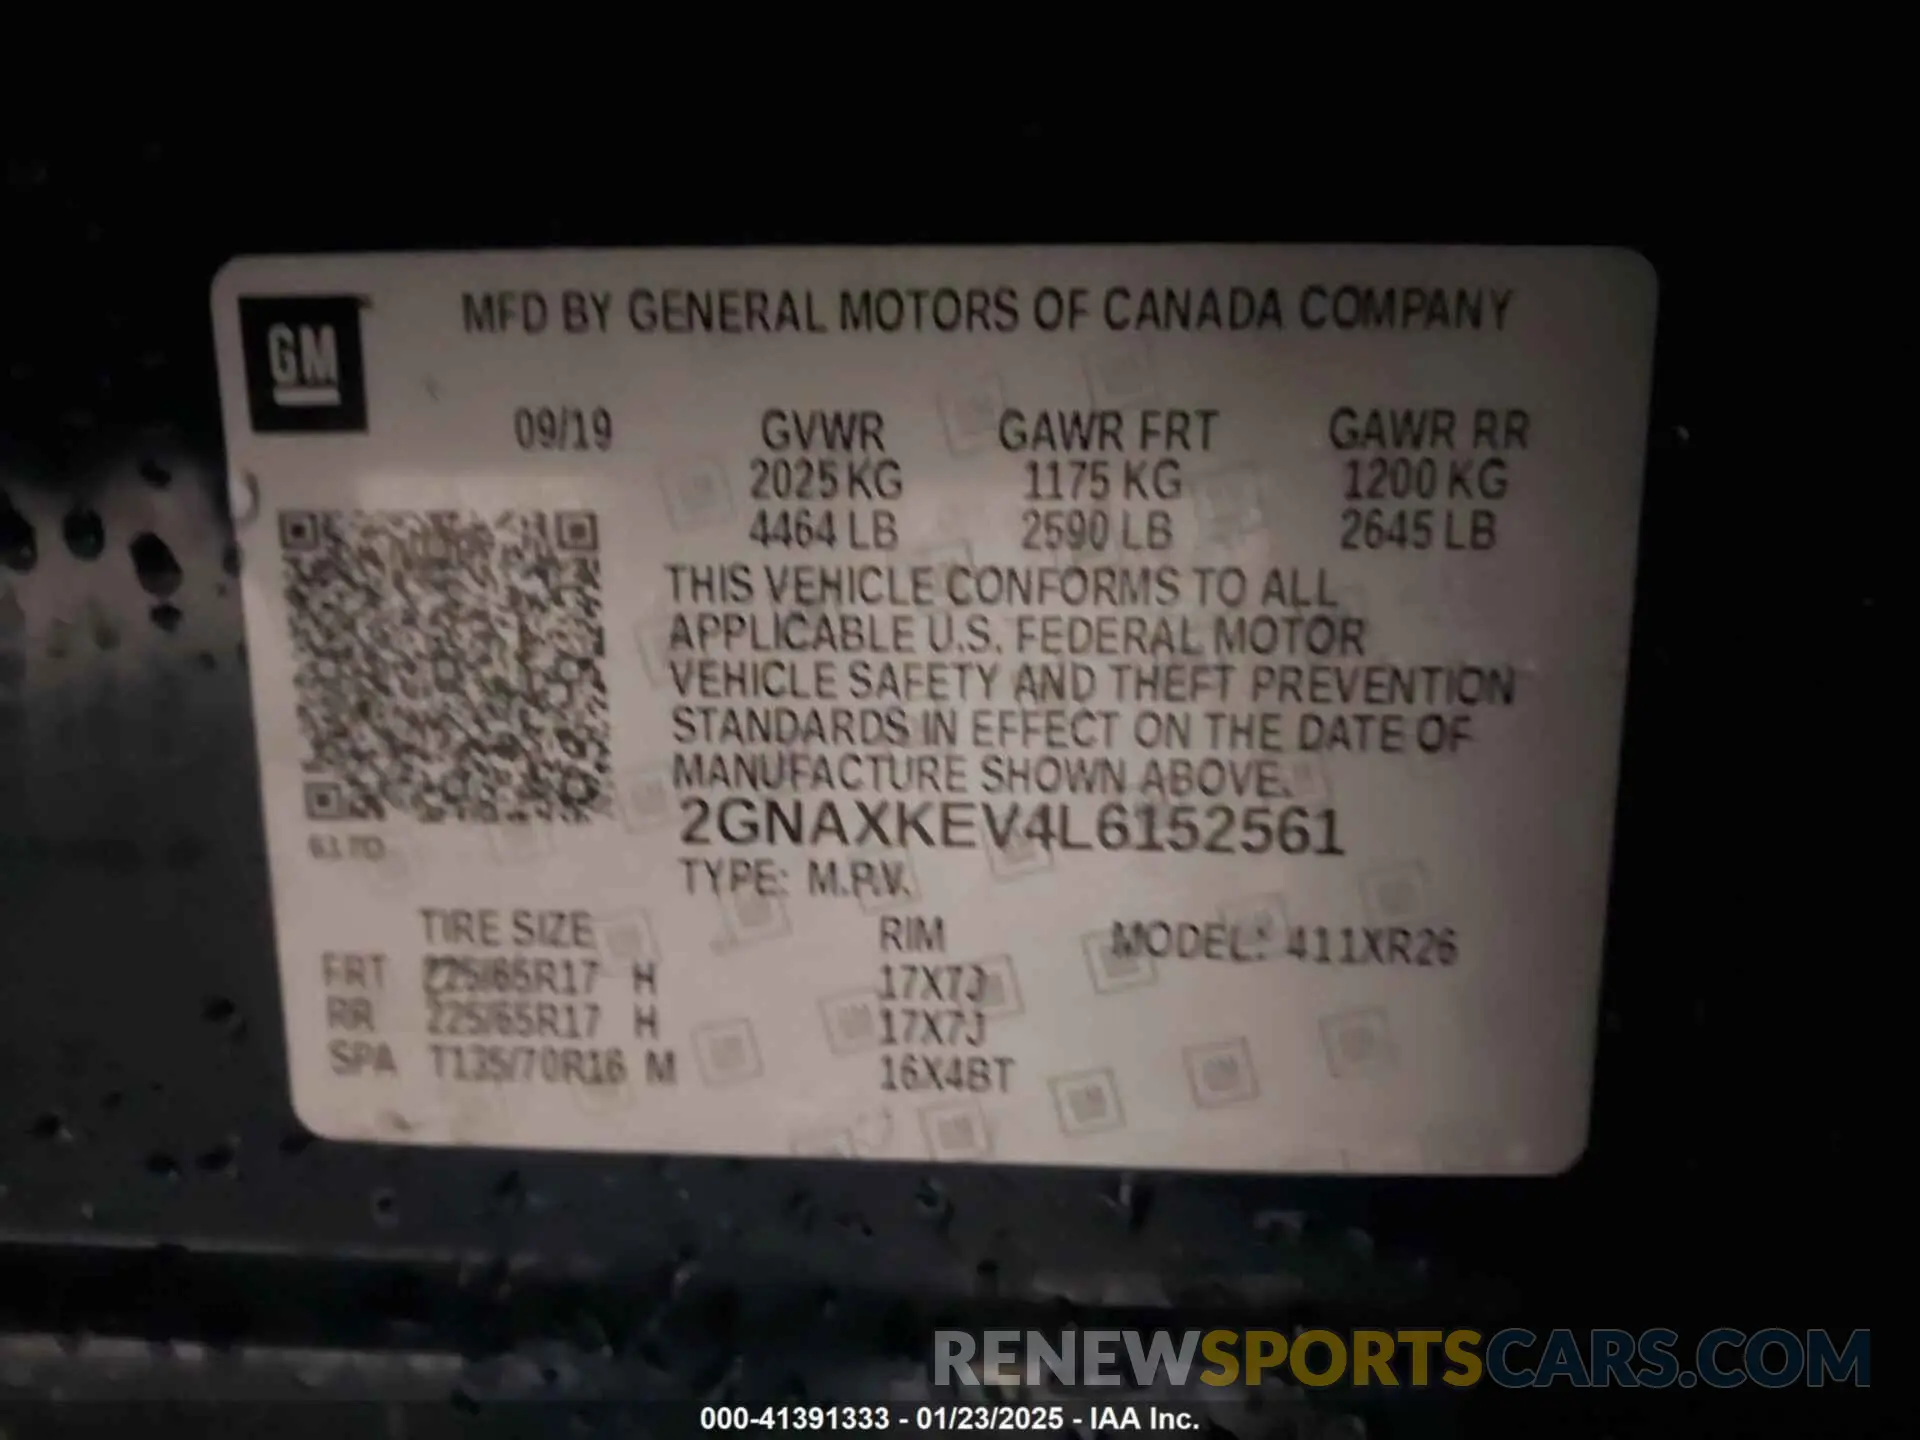 MFD BY GENERAL MOTORS OF CANADA COMPANY
GM
09/19 GVWR GAWR FRT GAWR RR
2025 KG 1175 KG 1200 KG
4464 LB 2590 LB 2645 LB
THIS VEHICLE CONFORMS TO ALL
APPLICABLE U.S. FEDERAL MOTOR
VEHICLE SAFETY AND THEFT PREVENTION
STANDARDS IN EFFECT ON THE DATE OF
MANUFACTURE SHOWN ABOVE.
2GNAXKEV4L6152561
TYPE: M.P.V.
TIRE SIZE RIM MODEL: 411XR26
FRT 225/65R17 H 17X7J
RR 225/65R17 H 17X7J
SPA T135/70R16 M 16X4BT
RENEWSPORTSCARS.COM
000-41391333 - 01/23/2025 - IAA Inc.